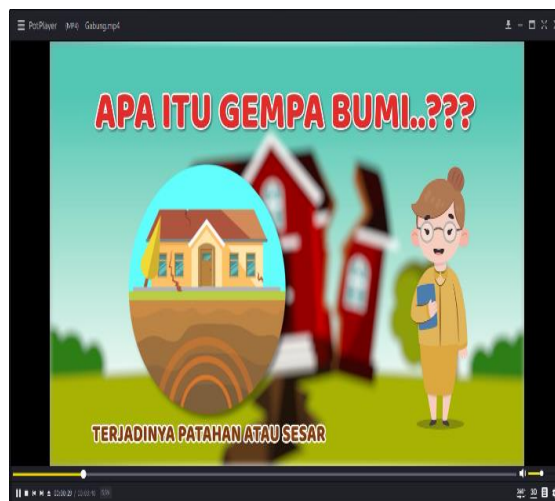 PotPlayer (MP4) Gabung.mp4
APA ITU GEMPA BUMI..???
TERJADINYA PATAHAN ATAU SESAR